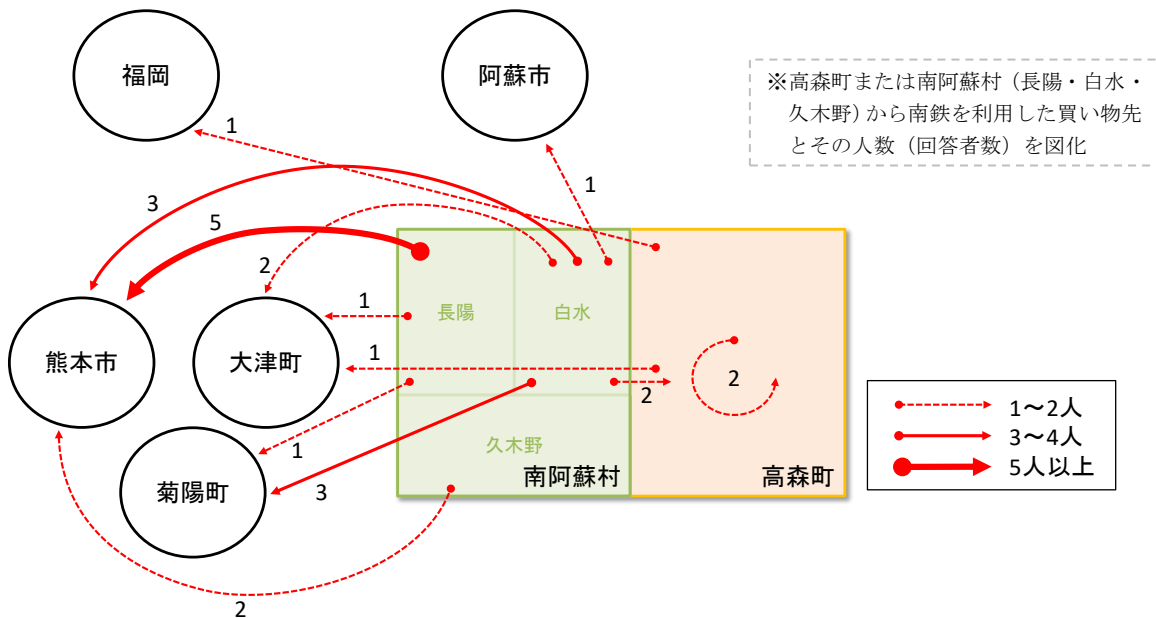 福岡
阿蘇市
※高森町または南阿蘇村（長陽・白水・
久木野）から南鉄を利用した買い物先
とその人数（回答者数）を図化
1
1
3
5
2
1
長陽
白水
熊本市
大津町
1
2
2
1～2人
3～4人
5人以上
1
久木野
南阿蘇村
高森町
菊陽町
3
2